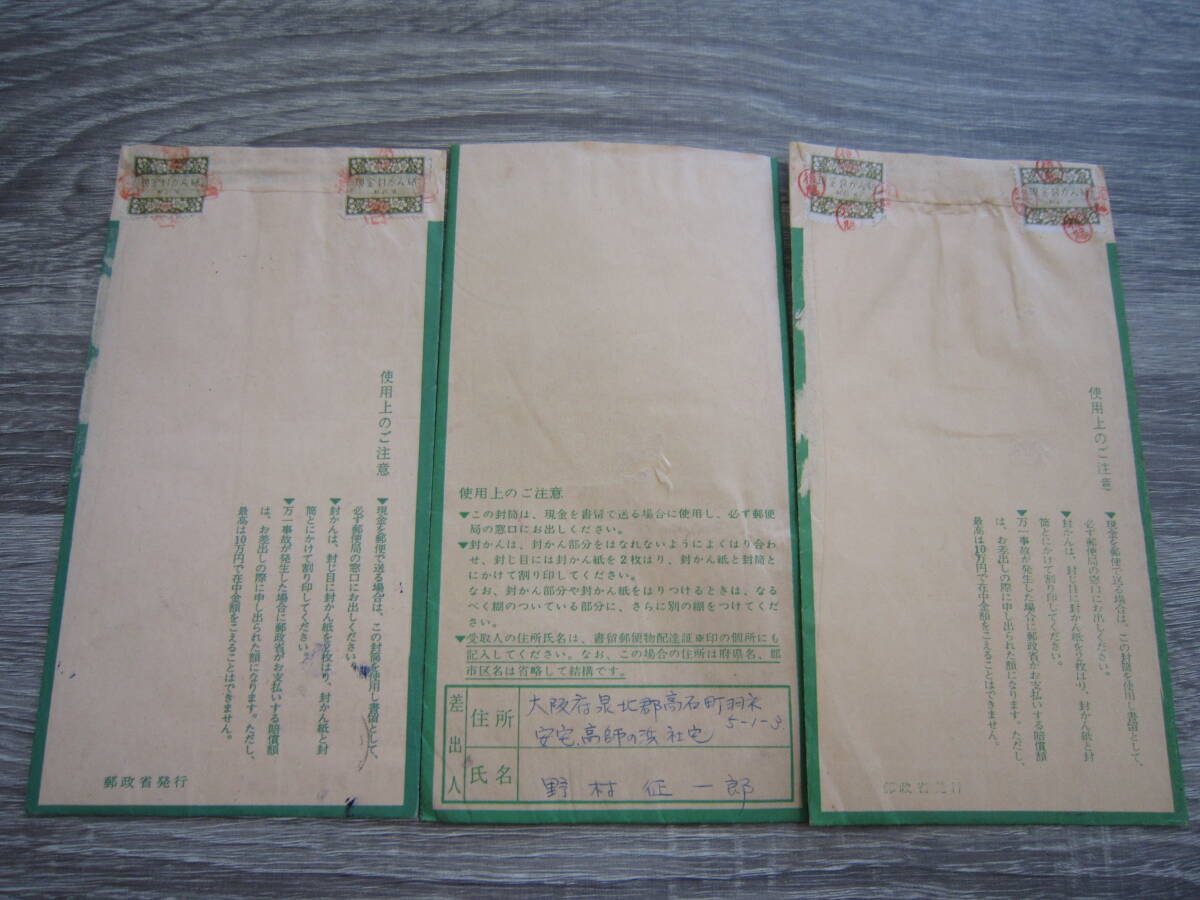 現金封かん紙
現金封かん紙
使用上のご注意
▼現金を郵便で送る場合は、この封筒を使用し書留として、
必ず郵便局の窓口にお出しください。
▼封かんは、封じ目に封かん紙を2枚はり、封かん紙と封
筒とにかけて割り印してください。
▼万一事故が発生した場合に郵政省がお支払いする賠償額
は、お差出しの際に申し出られた額になります。ただし、
最高は10万円で在中金額をこえることはできません。
郵政省発行
使用上のご注意
▼この封筒は、現金を書留で送る場合に使用し、必ず郵便
局の窓口にお出しください。
▼封かんは、封かん部分をはなれないようによくはり合わ
せ、封じ目には封かん紙を2枚はり、封かん紙と封筒と
にかけて割り印してください。
なお、封かん部分や封かん紙をはりつけるときは、なる
べく糊のついている部分に、さらに別の糊をつけてくだ
さい。
▼受取人の住所氏名は、書留郵便物配達証※印の個所にも
記入してください。なお、この場合の住所は府県名、郡
市区名は省略して結構です。
差出人
住所
大阪府泉北郡高石町羽衣
5-1-3
安宅高師の浜社宅
氏名
野村征一郎
現金封かん紙
現金封かん紙
使用上のご注意
▼現金を郵便で送る場合は、この封筒を使用し書留として、
必ず郵便局の窓口にお出しください。
▼封かんは、封じ目に封かん紙を2枚はり、封かん紙と封
筒とにかけて割り印してください。
▼万一事故が発生した場合に郵政省がお支払いする賠償額
は、お差出しの際に申し出られた額になります。ただし、
最高は10万円で在中金額をこえることはできません。
郵政省発行